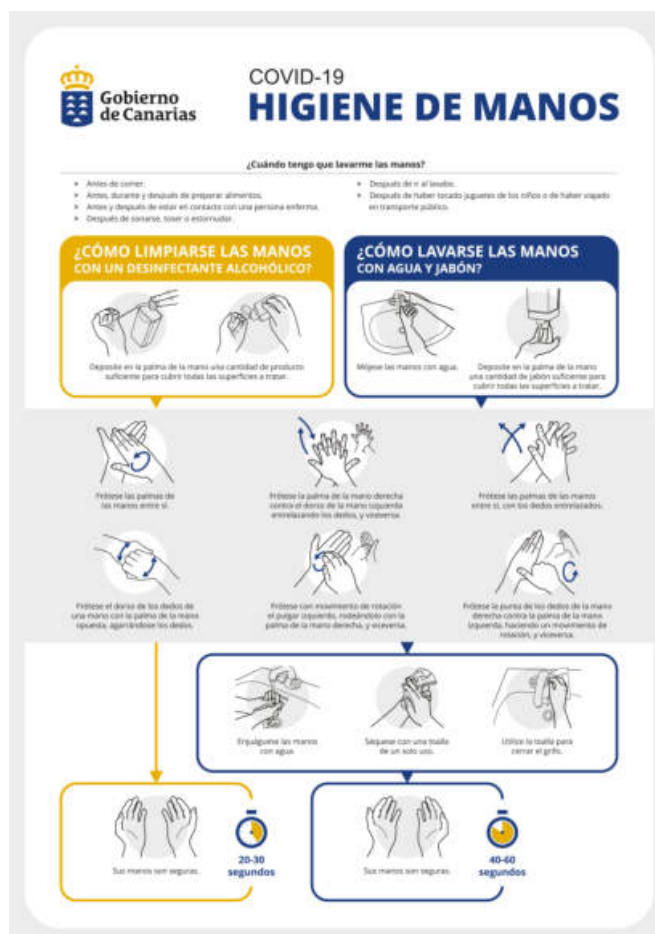 Gobierno
de Canarias
COVID-19
HIGIENE DE MANOS
¿Cuándo tengo que lavarme las manos?
» Antes de comer.
» Antes, durante y después de preparar alimentos.
» Antes y después de estar en contacto con una persona enferma.
» Después de sonarse, toser o estornudar.
» Después de ir al lavabo.
» Después de haber tocado juguetes de los niños o de haber viajado
en transporte público.
¿CÓMO LIMPIARSE LAS MANOS
CON UN DESINFECTANTE ALCOHÓLICO?
Deposite en la palma de la mano una cantidad de producto
suficiente para cubrir todas las superficies a tratar.
¿CÓMO LAVARSE LAS MANOS
CON AGUA Y JABÓN?
Mójese las manos con agua.
Deposite en la palma de la mano
una cantidad de jabón suficiente para
cubrir todas las superficies a tratar.
Frótese las palmas de
las manos entre sí.
Frótese la palma de la mano derecha
contra el dorso de la mano izquierda
entrelazando los dedos, y viceversa.
Frótese las palmas de las manos
entre sí, con los dedos entrelazados.
Frótese el dorso de los dedos de
una mano con la palma de la mano
opuesta, agarrándose los dedos.
Frótese con movimiento de rotación
el pulgar izquierdo, rodeándolo con la
palma de la mano derecha, y viceversa.
Frótese la punta de los dedos de la mano
derecha contra la palma de la mano
izquierda, haciendo un movimiento de
rotación, y viceversa.
Enjuáguese las manos
con agua.
Séquese con una toalla
de un solo uso.
Utilice la toalla para
cerrar el grifo.
Sus manos son seguras.
20-30
segundos
Sus manos son seguras.
40-60
segundos